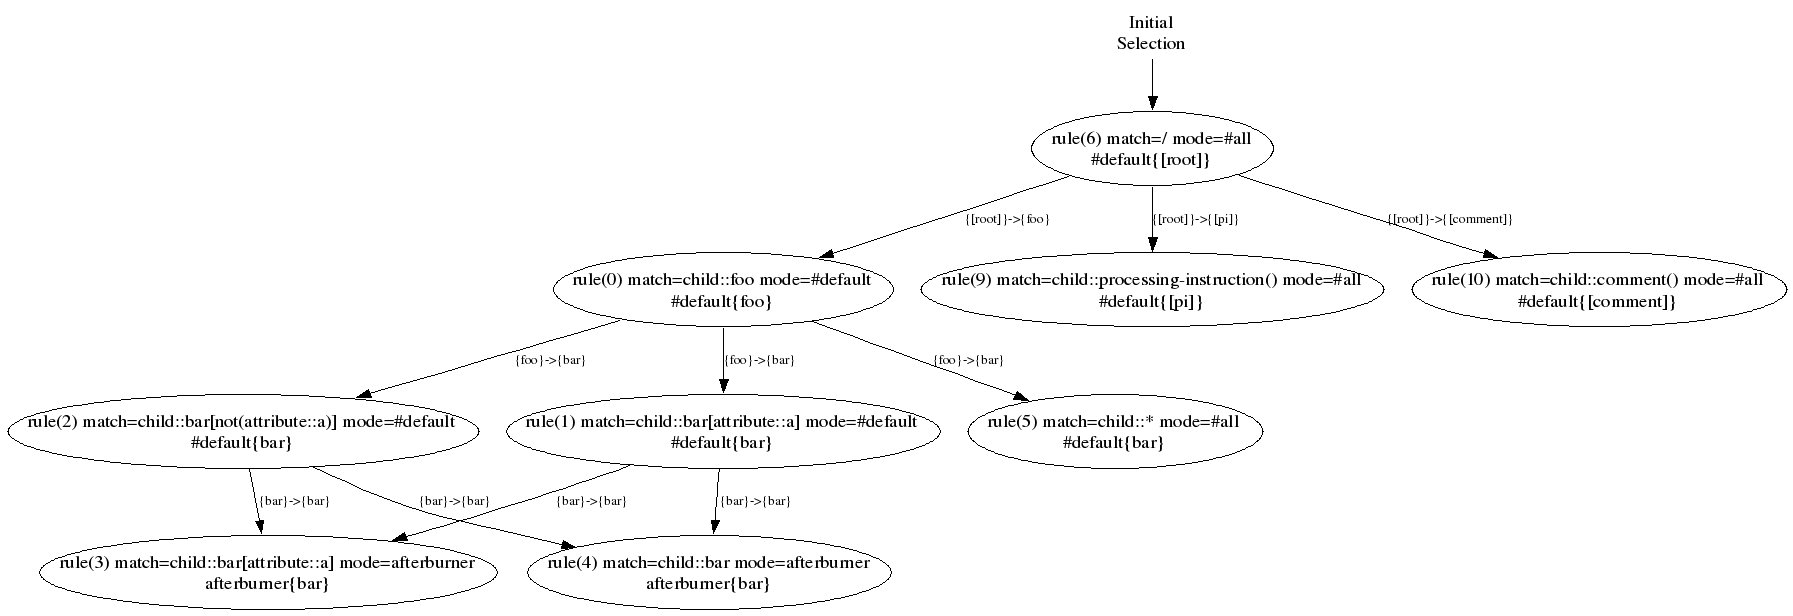 Initial
Selection
rule(6) match=/ mode=#all
#default{[root]}
{[root]}->{foo}
{[root]}->{[pi]}
{[root]}->{[comment]}
rule(0) match=child::foo mode=#default
#default{foo}
rule(9) match=child::processing-instruction() mode=#all
#default{[pi]}
rule(10) match=child::comment() mode=#all
#default{[comment]}
{foo}->{bar}
{foo}->{bar}
{foo}->{bar}
rule(2) match=child::bar[not(attribute::a)] mode=#default
#default{bar}
rule(1) match=child::bar[attribute::a] mode=#default
#default{bar}
rule(5) match=child::* mode=#all
#default{bar}
{bar}->{bar}
{bar}->{bar}
{bar}->{bar}
{bar}->{bar}
rule(3) match=child::bar[attribute::a] mode=afterburner
afterburner{bar}
rule(4) match=child::bar mode=afterburner
afterburner{bar}